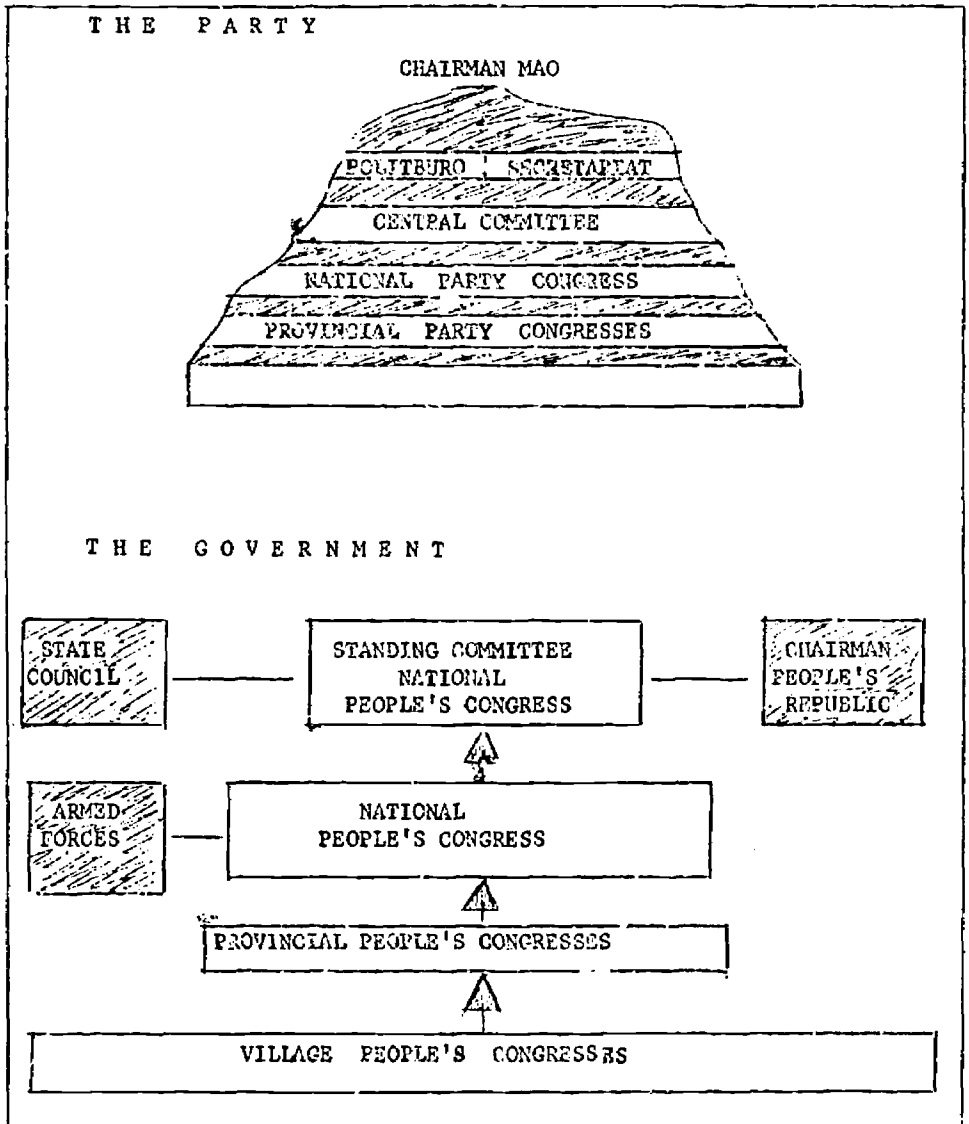 THE PARTY
CHAIRMAN MAO
POLITBURO SECRETARIAT
CENTRAL COMMITTEE
NATIONAL PARTY CONGRESS
PROVINCIAL PARTY CONGRESSES
THE GOVERNMENT
STATE
COUNCIL
STANDING COMMITTEE
NATIONAL
PEOPLE'S CONGRESS
CHAIRMAN
PEOPLE'S
REPUBLIC
ARMED
FORCES
NATIONAL
PEOPLE'S CONGRESS
PROVINCIAL PEOPLE'S CONGRESSES
VILLAGE PEOPLE'S CONGRESSES